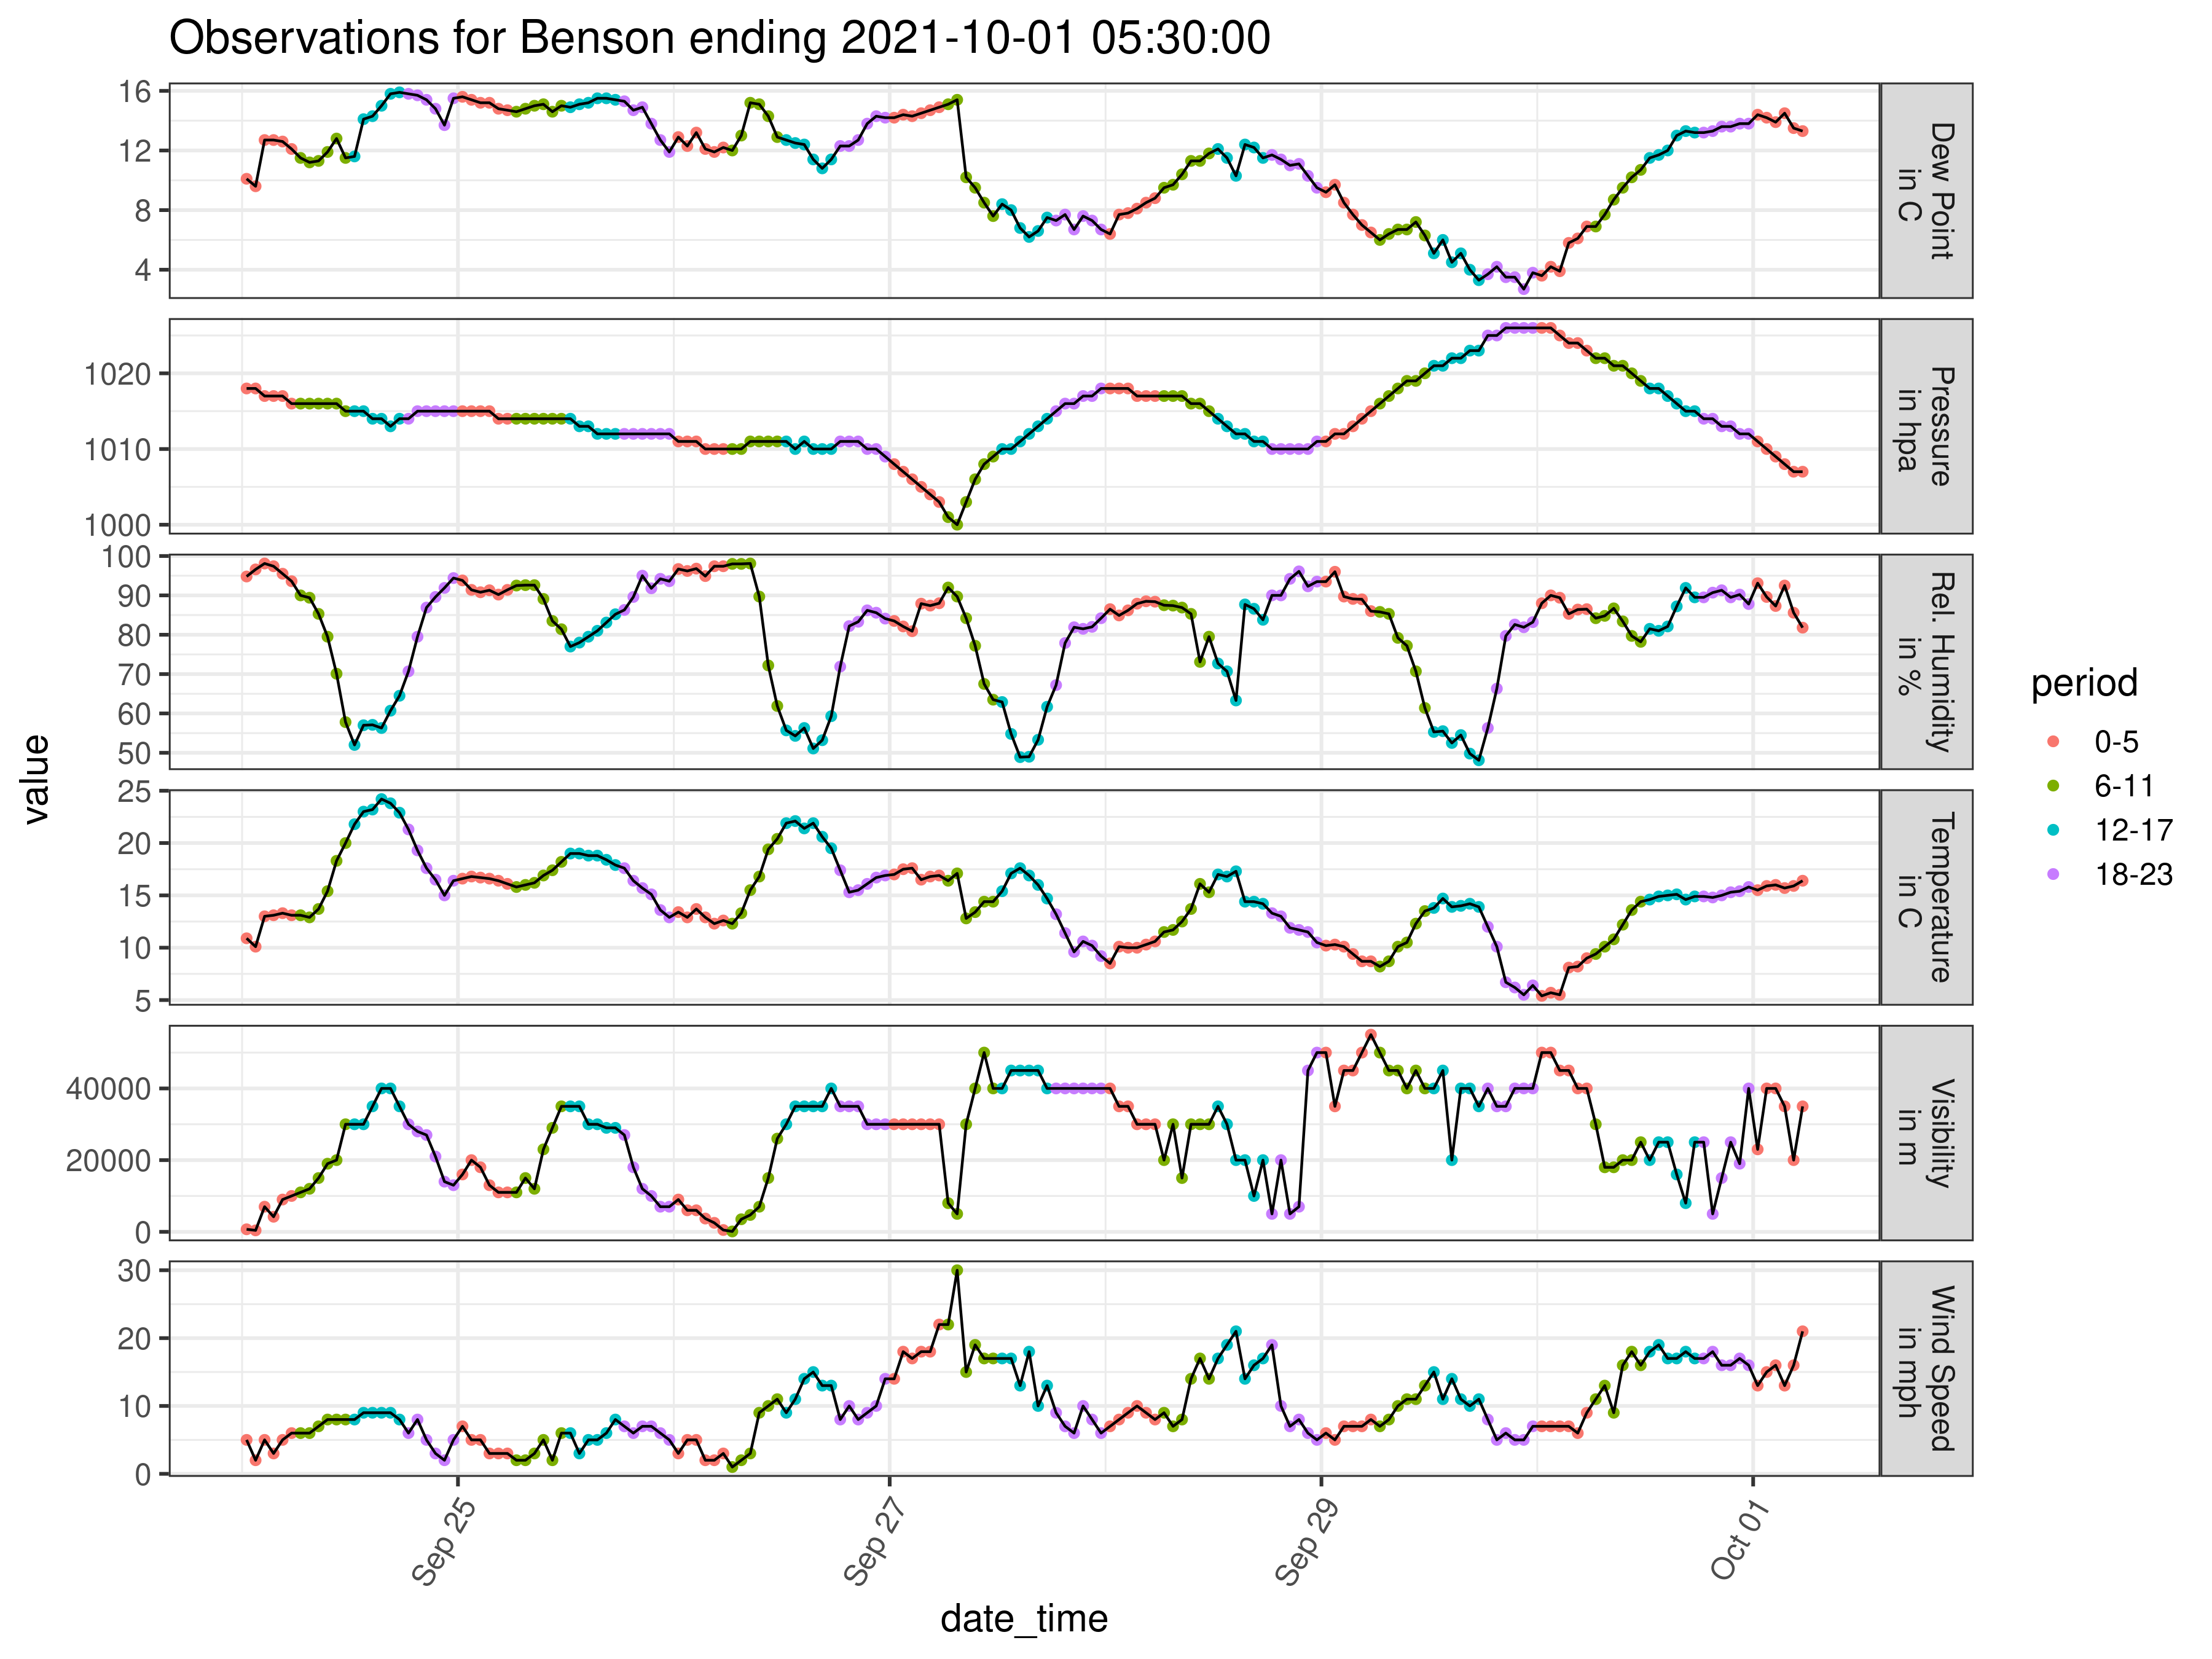 Observations for Benson ending 2021-10-01 05:30:00
value
16
12
8
4
Dew Point
in C
1020
1010
1000
Pressure
in hpa
100
90
80
70
60
50
Rel. Humidity
in %
25
20
15
10
5
Temperature
in C
40000
20000
0
Visibility
in m
30
20
10
0
Wind Speed
in mph
Sep 25
Sep 27
Sep 29
Oct 01
date_time
period
0-5
6-11
12-17
18-23